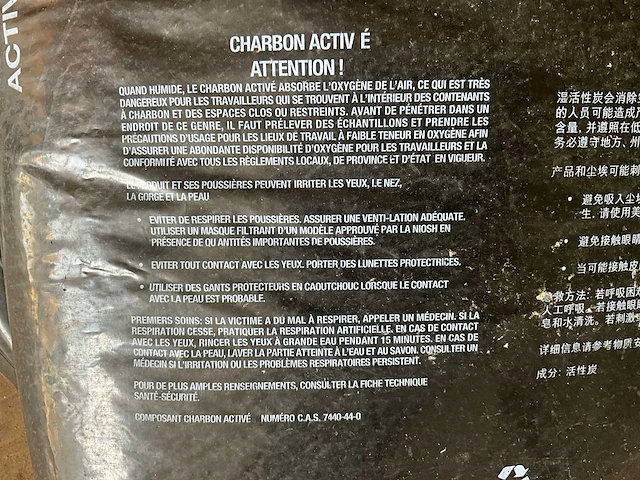 ACTIV
CHARBON ACTIV É
ATTENTION !
QUAND HUMIDE, LE CHARBON ACTIVÉ ABSORBE L'OXYGÈNE DE L'AIR, CE QUI EST TRÈS
DANGEREUX POUR LES TRAVAILLEURS QUI SE TROUVENT À L'INTÉRIEUR DES CONTENANTS
À CHARBON ET DES ESPACES CLOS OU RESTREINTS. AVANT DE PÉNÉTRER DANS UN
ENDROIT DE CE GENRE, IL FAUT PRÉLEVER DES ÉCHANTILLONS ET PRENDRE LES
PRÉCAUTIONS D'USAGE POUR LES LIEUX DE TRAVAIL À FAIBLE TENEUR EN OXYGÈNE AFIN
D'ASSURER UNE ABONDANTE DISPONIBILITÉ D'OXYGÈNE POUR LES TRAVAILLEURS ET LA
CONFORMITÉ AVEC TOUS LES RÈGLEMENTS LOCAUX, DE PROVINCE ET D'ÉTAT EN VIGUEUR.
LE PRODUIT ET SES POUSSIÈRES PEUVENT IRRITER LES YEUX, LE NEZ,
LA GORGE ET LA PEAU
• EVITER DE RESPIRER LES POUSSIÈRES. ASSURER UNE VENTI-LATION ADÉQUATE.
UTILISER UN MASQUE FILTRANT D'UN MODÈLE APPROUVÉ PAR LA NIOSH EN
PRÉSENCE DE QU ANTITÉS IMPORTANTES DE POUSSIÈRES.
• EVITER TOUT CONTACT AVEC LES YEUX. PORTER DES LUNETTES PROTECTRICES.
• UTILISER DES GANTS PROTECTEURS EN CAOUTCHOUC LORSQUE LE CONTACT
AVEC LA PEAU EST PROBABLE.
PREMIERS SOINS: SI LA VICTIME A DU MAL À RESPIRER, APPELER UN MÉDECIN. SI LA
RESPIRATION CESSE, PRATIQUER LA RESPIRATION ARTIFICIELLE. EN CAS DE CONTACT
AVEC LES YEUX, RINCER LES YEUX À GRANDE EAU PENDANT 15 MINUTES. EN CAS DE
CONTACT AVEC LA PEAU, LAVER LA PARTIE ATTEINTE À L'EAU ET AU SAVON. CONSULTER UN
MÉDECIN SI L'IRRITATION OU LES PROBLÈMES RESPIRATOIRES PERSISTENT.
POUR DE PLUS AMPLES RENSEIGNEMENTS, CONSULTER LA FICHE TECHNIQUE
SANTÉ-SÉCURITÉ.
COMPOSANT CHARBON ACTIVÉ NUMÉRO C.A.S. 7440-44-0
湿活性炭会消除
的人员可能造成
含量, 并遵照在低
务必遵守地方、州
产品和尘埃可能刺
• 避免吸入尘埃
生. 请使用美
• 避免接触眼睛
• 当可能接触皮
急救方法: 若呼吸困难
人工呼吸。若接触眼
皂和水清洗。若刺激
详细信息请参考物质安
成分: 活性炭